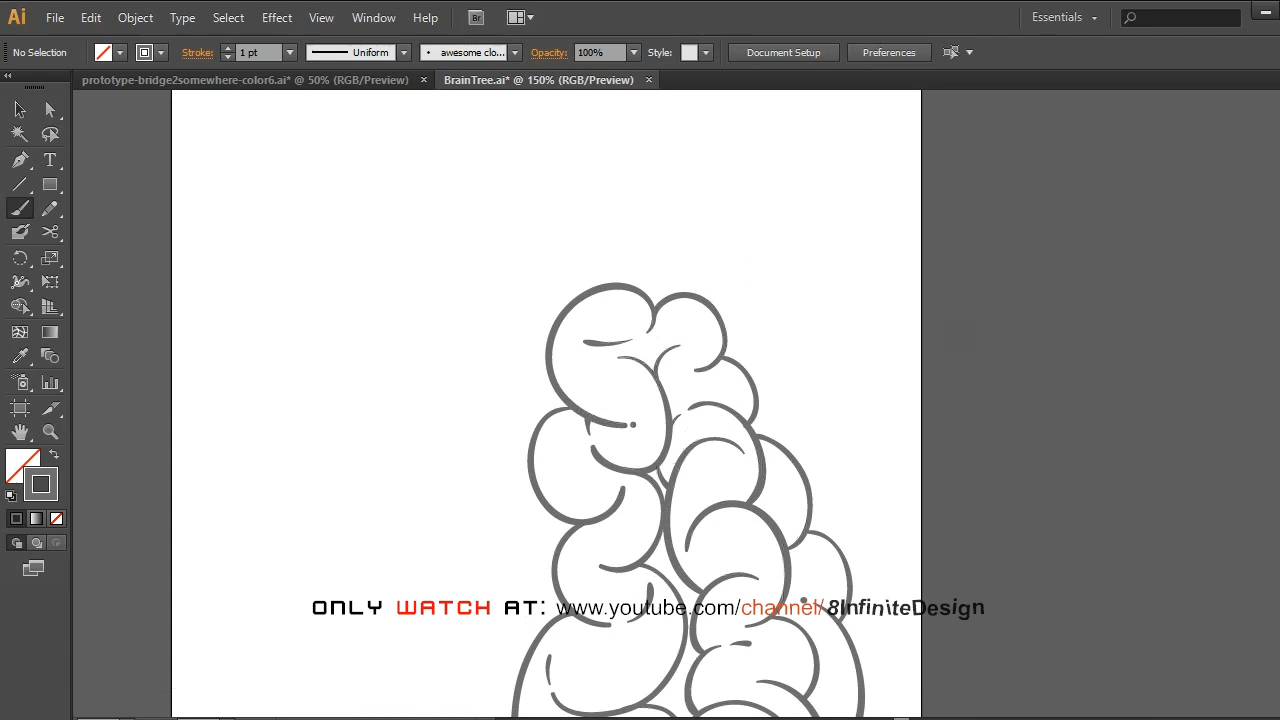 Ai File Edit Object Type Select Effect View Window Help Br Essentials
No Selection Stroke: 1 pt Uniform awesome clo... Opacity: 100% Style: Document Setup Preferences
prototype-bridge2somewhere-color6.ai* @ 50% (RGB/Preview) BrainTree.ai* @ 150% (RGB/Preview)
T
ONLY WATCH AT: www.youtube.com/channel/8InfiniteDesign